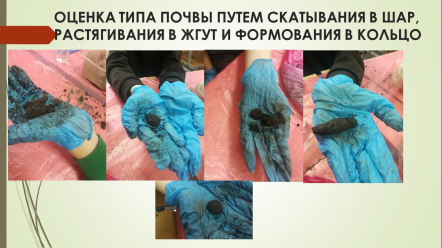 ОЦЕНКА ТИПА ПОЧВЫ ПУТЕМ СКАТЫВАНИЯ В ШАР,
РАСТЯГИВАНИЯ В ЖГУТ И ФОРМОВАНИЯ В КОЛЬЦО